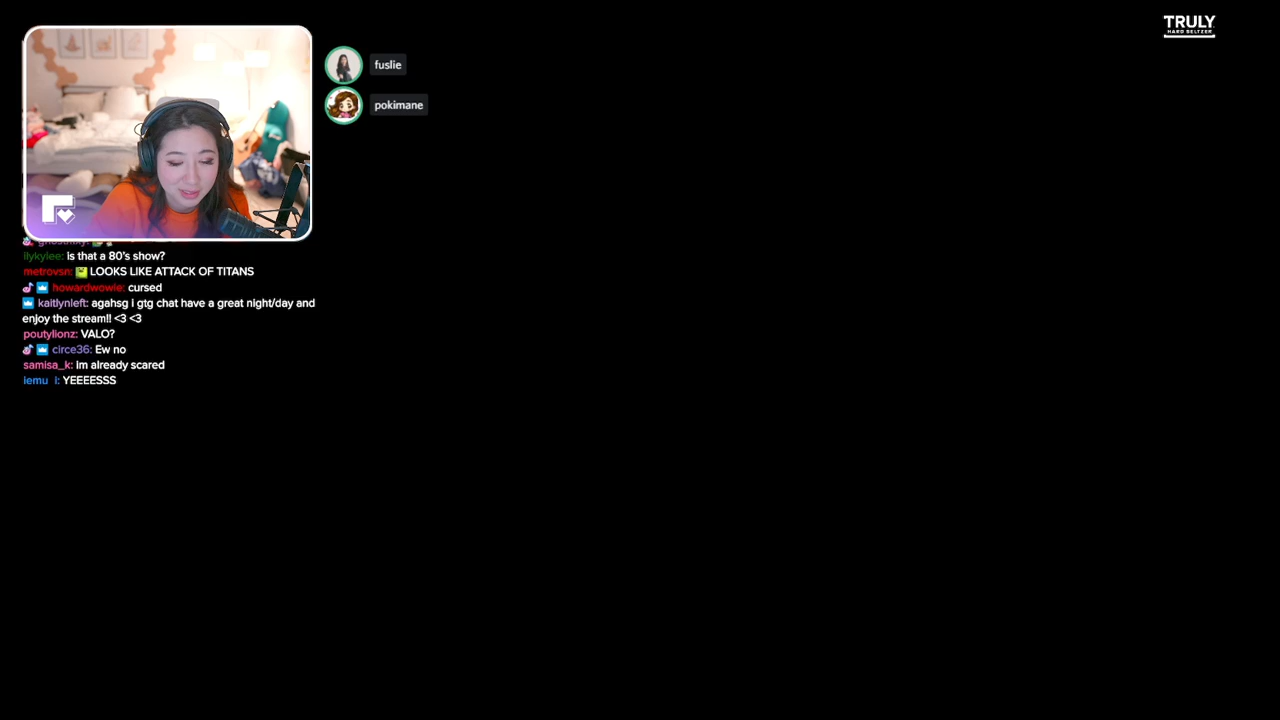 TRULY
HARD SELTZER
fuslie
pokimane
ilykylee: is that a 80's show?
metrovsn: LOOKS LIKE ATTACK OF TITANS
howardwowie: cursed
kaitlynleft: agahsg i gtg chat have a great night/day and
enjoy the stream!! <3 <3
poutylionz: VALO?
circe36: Ew no
samisa_k: Im already scared
iemu_i: YEEEESSS